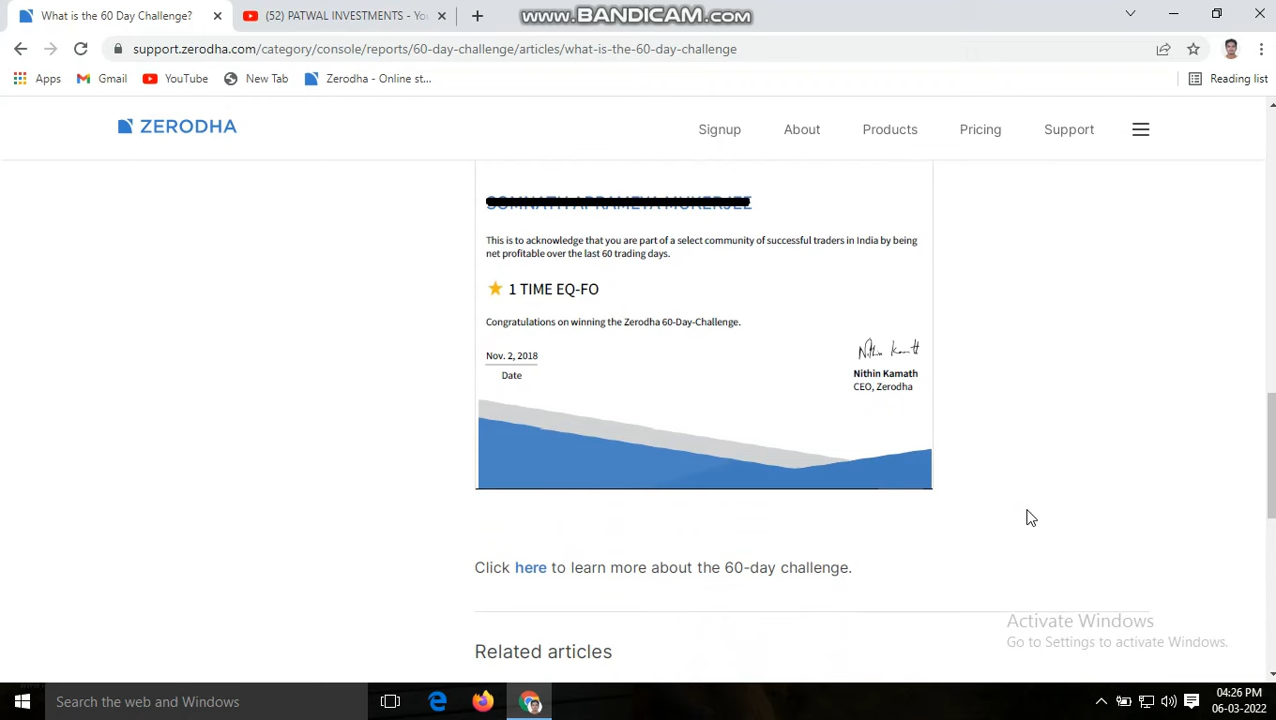 What is the 60 Day Challenge?
(52) PATWAL INVESTMENTS - Yo
www.BANDICAM.com
support.zerodha.com/category/console/reports/60-day-challenge/articles/what-is-the-60-day-challenge
Apps
Gmail
YouTube
New Tab
Zerodha - Online st...
Reading list
ZERODHA
Signup
About
Products
Pricing
Support
This is to acknowledge that you are part of a select community of successful traders in India by being
net profitable over the last 60 trading days.
1 TIME EQ-FO
Congratulations on winning the Zerodha 60-Day-Challenge.
Nov. 2, 2018
Date
Nithin Kamath
Nithin Kamath
CEO, Zerodha
Click here to learn more about the 60-day challenge.
Activate Windows
Go to Settings to activate Windows.
Related articles
Search the web and Windows
04:26 PM
06-03-2022